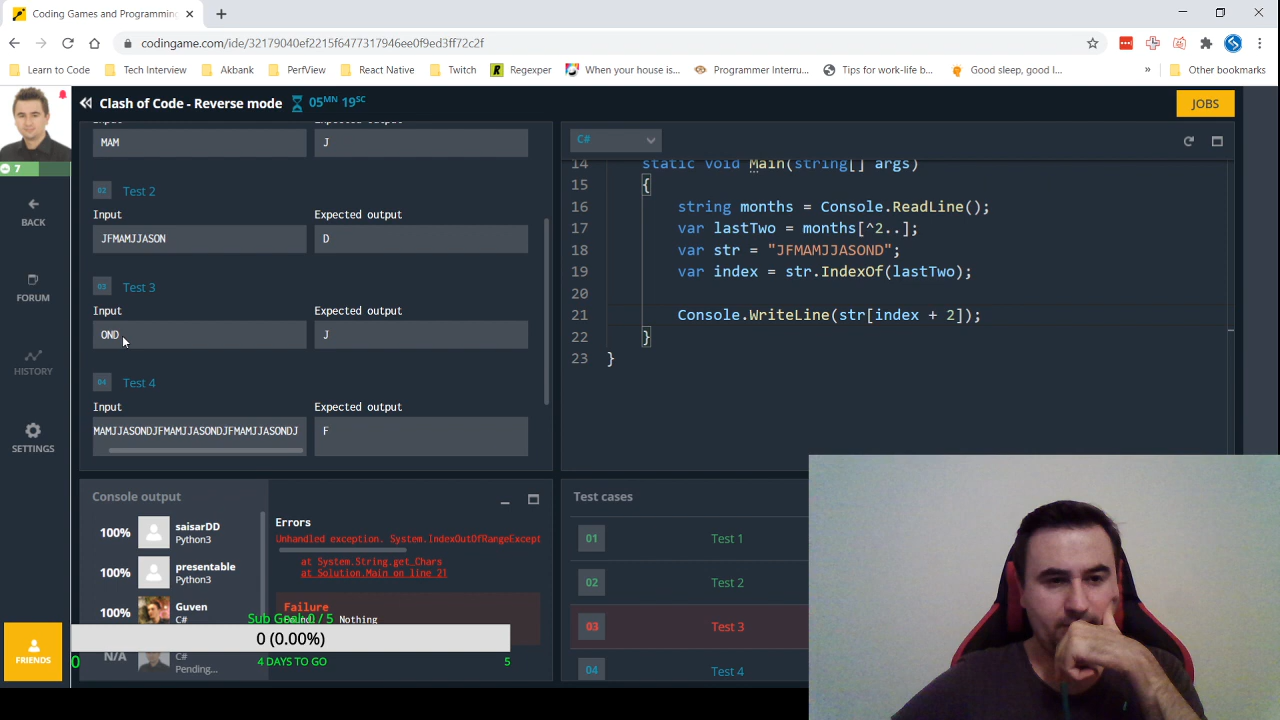 Coding Games and Programming
codingame.com/ide/32179040ef2215f6477317946ee0f8ed3ff72c2f
Learn to Code
Tech Interview
Akbank
PerfView
React Native
Twitch
Regexper
When your house is...
Programmer Interru...
Tips for work-life b...
Good sleep, good l...
»
Other bookmarks
Clash of Code - Reverse mode
05MN 19SC
JOBS
7
BACK
FORUM
HISTORY
SETTINGS
FRIENDS
MAM
J
02 Test 2
Input Expected output
JFMAMJJASON D
03 Test 3
Input Expected output
OND J
04 Test 4
Input Expected output
MAMJJASONDJFMAMJJASONDJFMAMJJASONDJ F
C#
14 static void Main(string[] args)
15 {
16 string months = Console.ReadLine();
17 var lastTwo = months[^2..];
18 var str = "JFMAMJJASOND";
19 var index = str.IndexOf(lastTwo);
20
21 Console.WriteLine(str[index + 2]);
22 }
23 }
Console output
100% saisarDD
Python3
100% presentable
Python3
100% Guven
C#
N/A C#
Pending...
Errors
Unhandled exception. System.IndexOutOfRangeExcept
at System.String.get_Chars
at Solution.Main on line 21
Failure
Nothing
Sub Goal: 0 / 5
0 (0.00%)
0 4 DAYS TO GO 5
Test cases
01 Test 1
02 Test 2
03 Test 3
04 Test 4